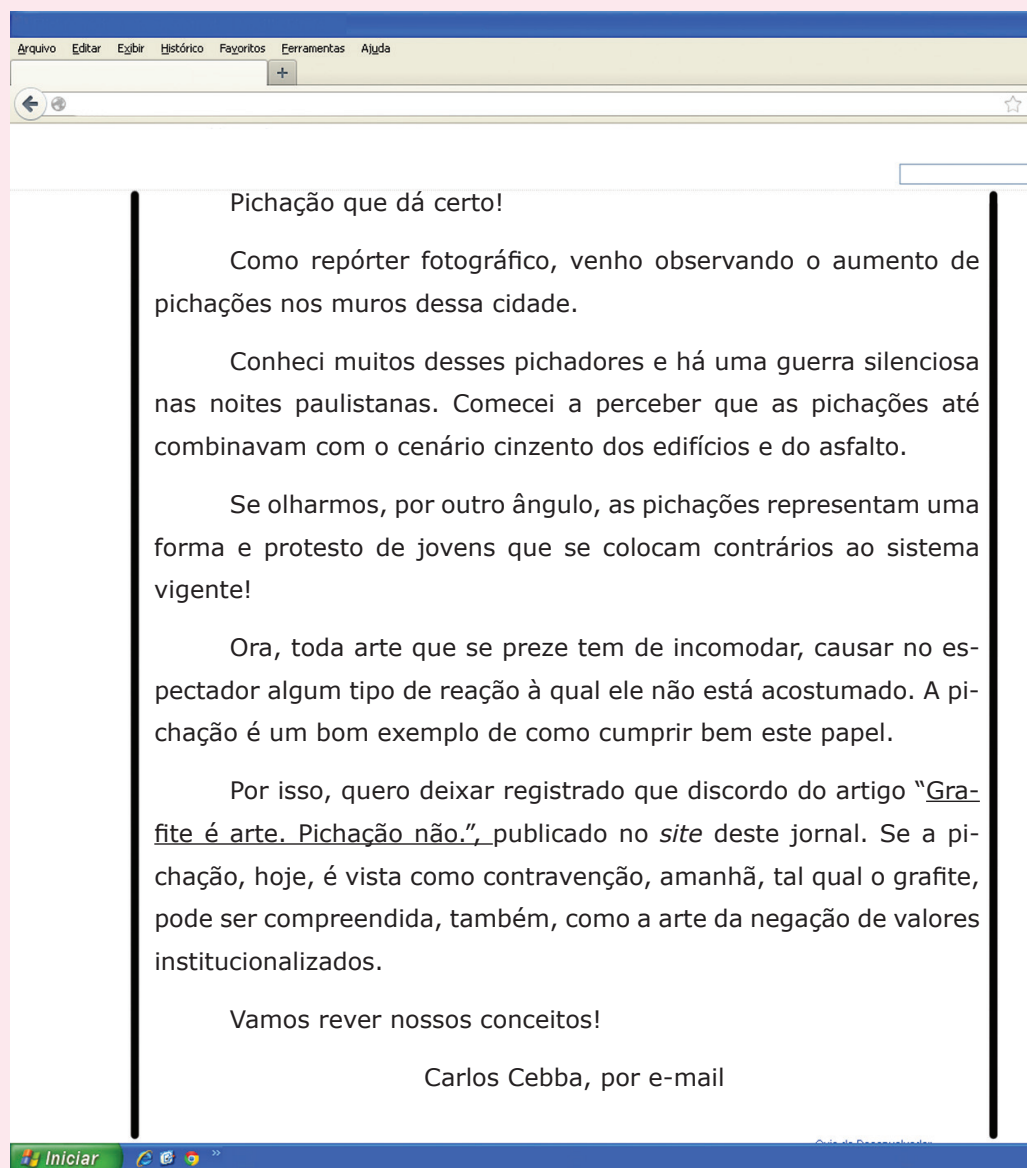 Arquivo Editar Exibir Histórico Favoritos Ferramentas Ajuda
+
Pichação que dá certo!
Como repórter fotográfico, venho observando o aumento de
pichações nos muros dessa cidade.
Conheci muitos desses pichadores e há uma guerra silenciosa
nas noites paulistanas. Comecei a perceber que as pichações até
combinavam com o cenário cinzento dos edifícios e do asfalto.
Se olharmos, por outro ângulo, as pichações representam uma
forma e protesto de jovens que se colocam contrários ao sistema
vigente!
Ora, toda arte que se preze tem de incomodar, causar no es-
pectador algum tipo de reação à qual ele não está acostumado. A pi-
chação é um bom exemplo de como cumprir bem este papel.
Por isso, quero deixar registrado que discordo do artigo “Gra-
fite é arte. Pichação não.”, publicado no site deste jornal. Se a pi-
chação, hoje, é vista como contravenção, amanhã, tal qual o grafite,
pode ser compreendida, também, como a arte da negação de valores
institucionalizados.
Vamos rever nossos conceitos!
Carlos Cebba, por e-mail
Iniciar »